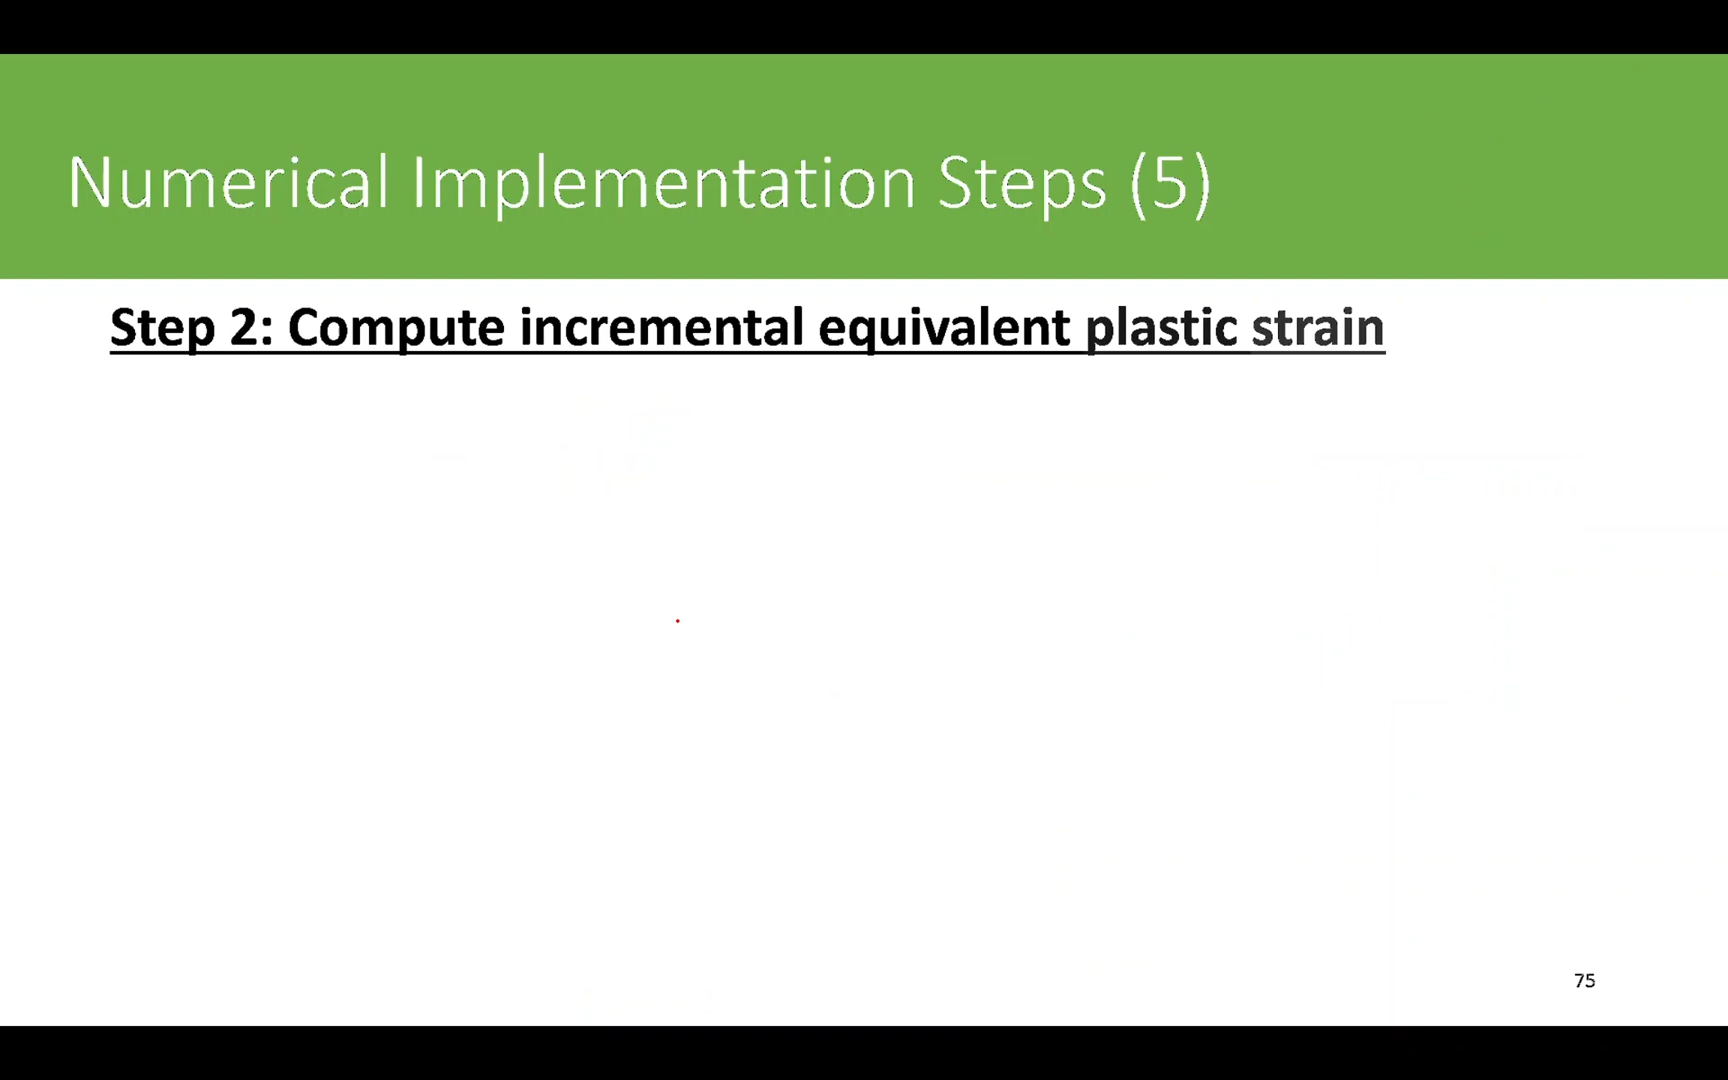 Numerical Implementation Steps (5)
Step 2: Compute incremental equivalent plastic strain
75